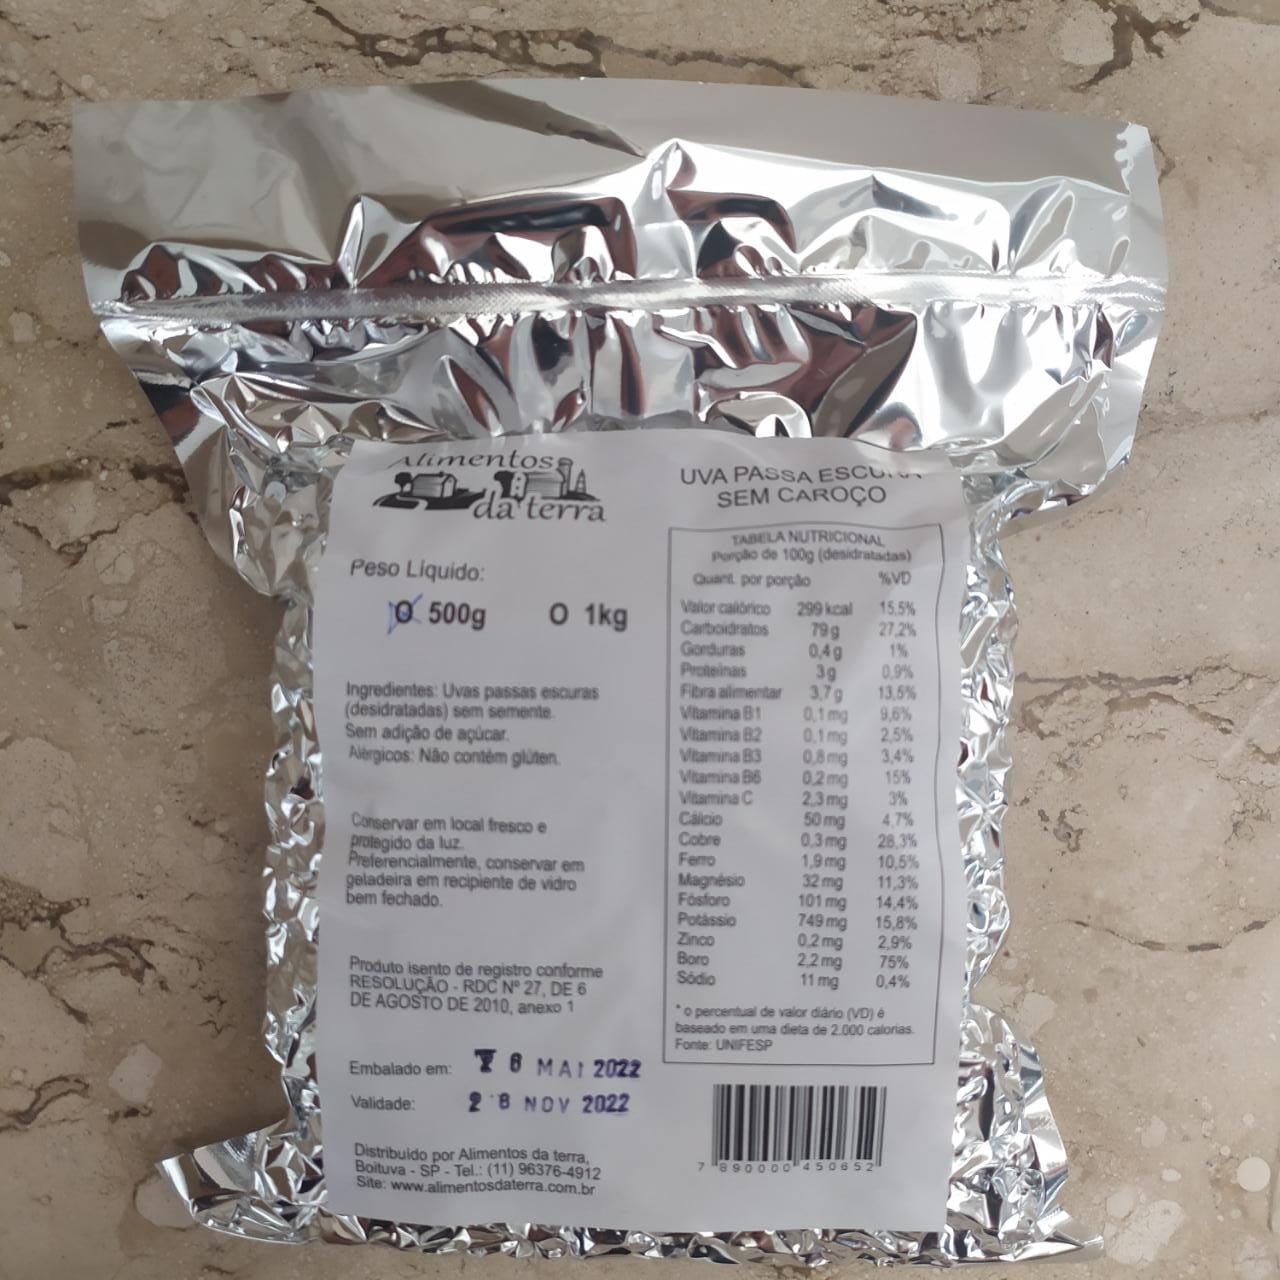 Alimentos
da terra
Peso Líquido:
O 500g O 1kg
Ingredientes: Uvas passas escuras
(desidratadas) sem semente.
Sem adição de açúcar.
Alérgicos: Não contém glúten.
Conservar em local fresco e
protegido da luz.
Preferencialmente, conservar em
geladeira em recipiente de vidro
bem fechado.
Produto isento de registro conforme
RESOLUÇÃO - RDC Nº 27, DE 6
DE AGOSTO DE 2010, anexo 1
Embalado em: 6 MAI 2022
Validade: 28 NOV 2022
Distribuído por Alimentos da terra,
Boituva - SP - Tel.: (11) 96376-4912
Site: www.alimentosdaterra.com.br
UVA PASSA ESCURA
SEM CAROÇO
TABELA NUTRICIONAL
Porção de 100g (desidratadas)
Quant. por porção %VD
Valor calórico 299 kcal 15,5%
Carboidratos 79 g 27,2%
Gorduras 0,4 g 1%
Proteínas 3 g 0,9%
Fibra alimentar 3,7 g 13,5%
Vitamina B1 0,1 mg 9,6%
Vitamina B2 0,1 mg 2,5%
Vitamina B3 0,8 mg 3,4%
Vitamina B6 0,2 mg 15%
Vitamina C 2,3 mg 3%
Cálcio 50 mg 4,7%
Cobre 0,3 mg 28,3%
Ferro 1,9 mg 10,5%
Magnésio 32 mg 11,3%
Fósforo 101 mg 14,4%
Potássio 749 mg 15,8%
Zinco 0,2 mg 2,9%
Boro 2,2 mg 75%
Sódio 11 mg 0,4%
* o percentual de valor diário (VD) é
baseado em uma dieta de 2.000 calorias.
Fonte: UNIFESP
7 890000 450652